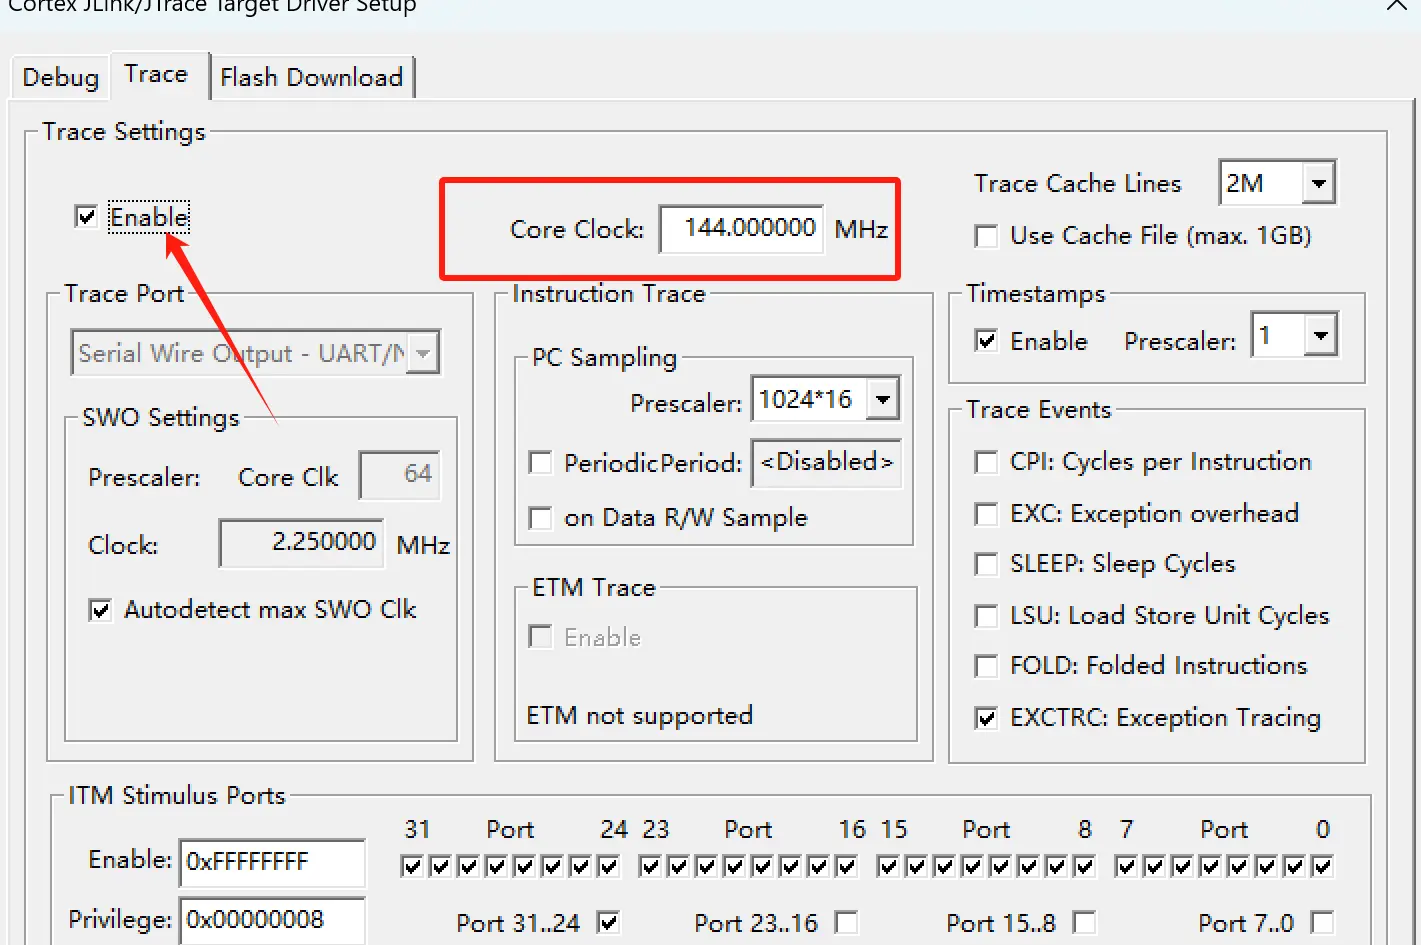 Cortex JLink/JTrace Target Driver Setup
Debug Trace Flash Download
Trace Settings
Enable
Core Clock: 144.000000 MHz
Trace Cache Lines 2M
Use Cache File (max. 1GB)
Trace Port
Serial Wire Output - UART/N
SWO Settings
Prescaler: Core Clk 64
Clock: 2.250000 MHz
Autodetect max SWO Clk
Instruction Trace
PC Sampling
Prescaler: 1024*16
Periodic Period: <Disabled>
on Data R/W Sample
ETM Trace
Enable
ETM not supported
Timestamps
Enable Prescaler: 1
Trace Events
CPI: Cycles per Instruction
EXC: Exception overhead
SLEEP: Sleep Cycles
LSU: Load Store Unit Cycles
FOLD: Folded Instructions
EXCTRC: Exception Tracing
ITM Stimulus Ports
31 Port 24 23 Port 16 15 Port 8 7 Port 0
Enable: 0xFFFFFFFF
Privilege: 0x00000008 Port 31..24 Port 23..16 Port 15..8 Port 7..0